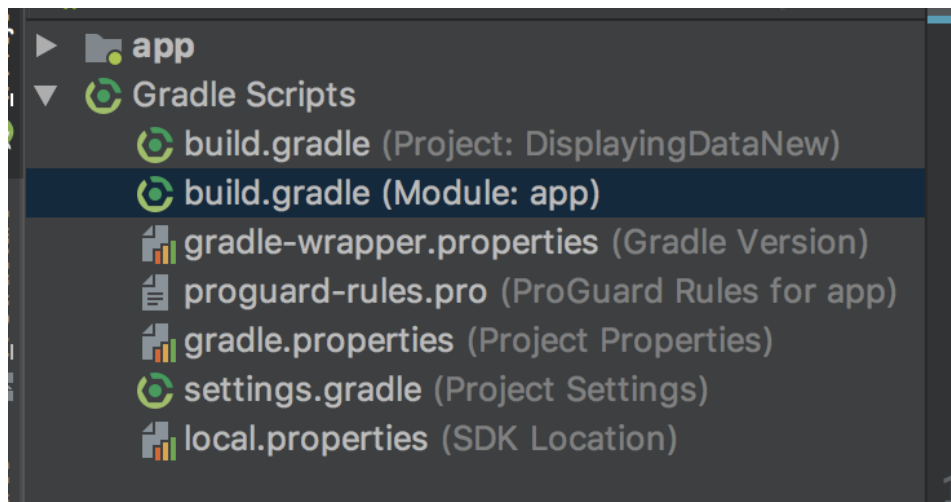 app
Gradle Scripts
build.gradle (Project: DisplayingDataNew)
build.gradle (Module: app)
gradle-wrapper.properties (Gradle Version)
proguard-rules.pro (ProGuard Rules for app)
gradle.properties (Project Properties)
settings.gradle (Project Settings)
local.properties (SDK Location)